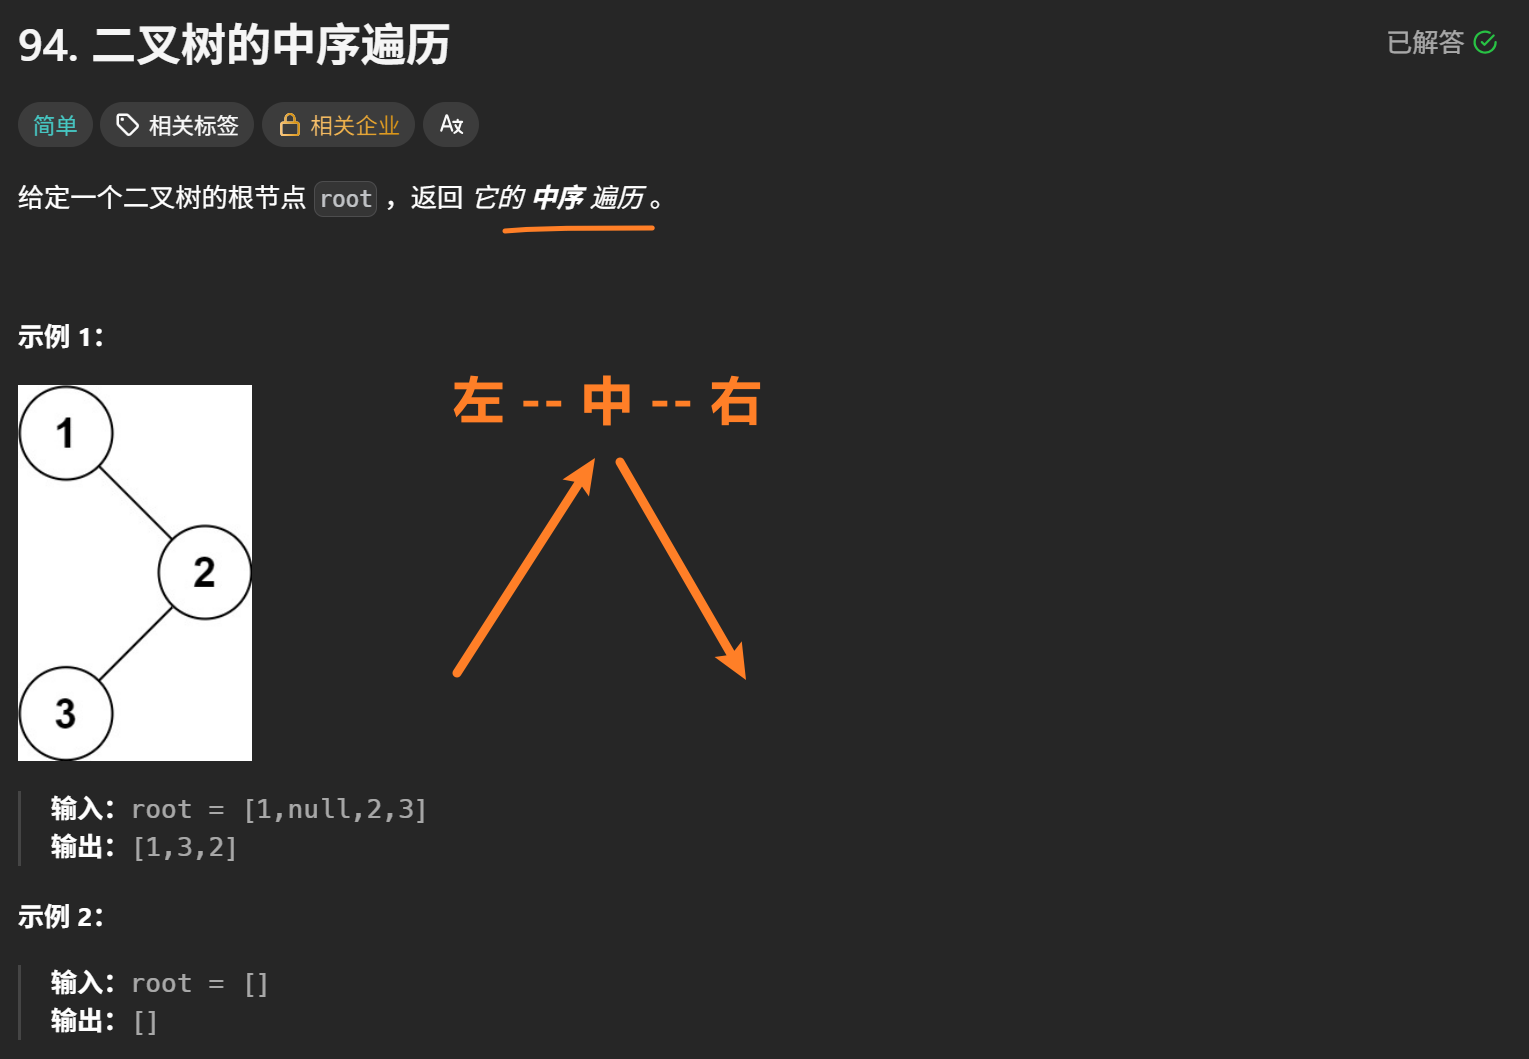 94. 二叉树的中序遍历
已解答
简单
相关标签
相关企业
A文
给定一个二叉树的根节点 root ，返回 它的 中序 遍历 。
示例 1：
左 -- 中 -- 右
1
2
3
输入：root = [1,null,2,3]
输出：[1,3,2]
示例 2：
输入：root = []
输出：[]